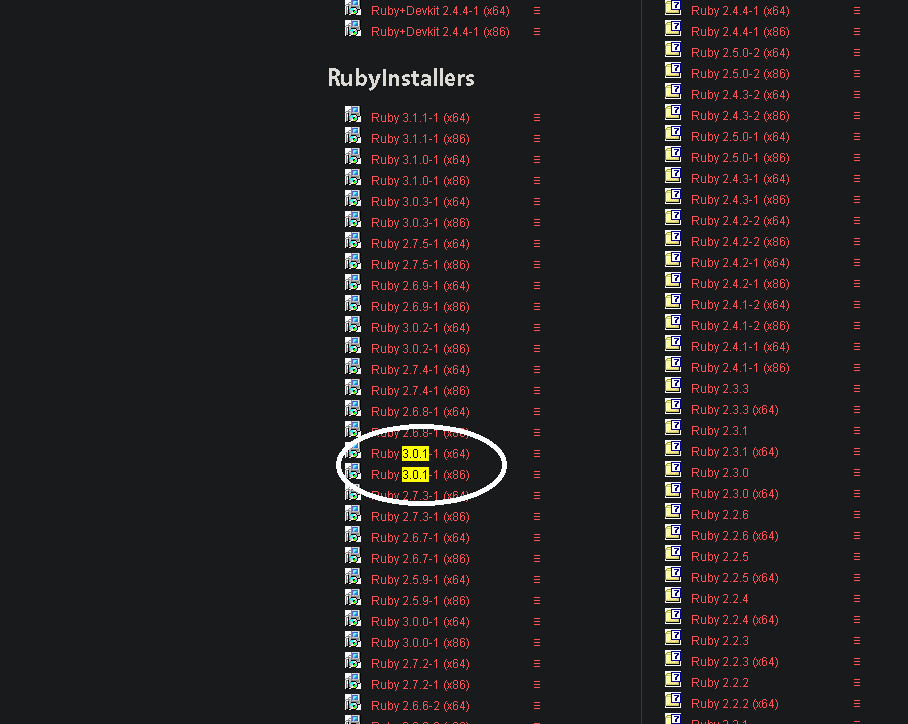 Ruby+Devkit 2.4.4-1 (x64)
Ruby+Devkit 2.4.4-1 (x86)
RubyInstallers
Ruby 3.1.1-1 (x64)
Ruby 3.1.1-1 (x86)
Ruby 3.1.0-1 (x64)
Ruby 3.1.0-1 (x86)
Ruby 3.0.3-1 (x64)
Ruby 3.0.3-1 (x86)
Ruby 2.7.5-1 (x64)
Ruby 2.7.5-1 (x86)
Ruby 2.6.9-1 (x64)
Ruby 2.6.9-1 (x86)
Ruby 3.0.2-1 (x64)
Ruby 3.0.2-1 (x86)
Ruby 2.7.4-1 (x64)
Ruby 2.7.4-1 (x86)
Ruby 2.6.8-1 (x64)
Ruby 2.6.8-1 (x86)
Ruby 3.0.1-1 (x64)
Ruby 3.0.1-1 (x86)
Ruby 2.7.3-1 (x64)
Ruby 2.7.3-1 (x86)
Ruby 2.6.7-1 (x64)
Ruby 2.6.7-1 (x86)
Ruby 2.5.9-1 (x64)
Ruby 2.5.9-1 (x86)
Ruby 3.0.0-1 (x64)
Ruby 3.0.0-1 (x86)
Ruby 2.7.2-1 (x64)
Ruby 2.7.2-1 (x86)
Ruby 2.6.6-2 (x64)
Ruby 2.4.4-1 (x64)
Ruby 2.4.4-1 (x86)
Ruby 2.5.0-2 (x64)
Ruby 2.5.0-2 (x86)
Ruby 2.4.3-2 (x64)
Ruby 2.4.3-2 (x86)
Ruby 2.5.0-1 (x64)
Ruby 2.5.0-1 (x86)
Ruby 2.4.3-1 (x64)
Ruby 2.4.3-1 (x86)
Ruby 2.4.2-2 (x64)
Ruby 2.4.2-2 (x86)
Ruby 2.4.2-1 (x64)
Ruby 2.4.2-1 (x86)
Ruby 2.4.1-2 (x64)
Ruby 2.4.1-2 (x86)
Ruby 2.4.1-1 (x64)
Ruby 2.4.1-1 (x86)
Ruby 2.3.3
Ruby 2.3.3 (x64)
Ruby 2.3.1
Ruby 2.3.1 (x64)
Ruby 2.3.0
Ruby 2.3.0 (x64)
Ruby 2.2.6
Ruby 2.2.6 (x64)
Ruby 2.2.5
Ruby 2.2.5 (x64)
Ruby 2.2.4
Ruby 2.2.4 (x64)
Ruby 2.2.3
Ruby 2.2.3 (x64)
Ruby 2.2.2
Ruby 2.2.2 (x64)